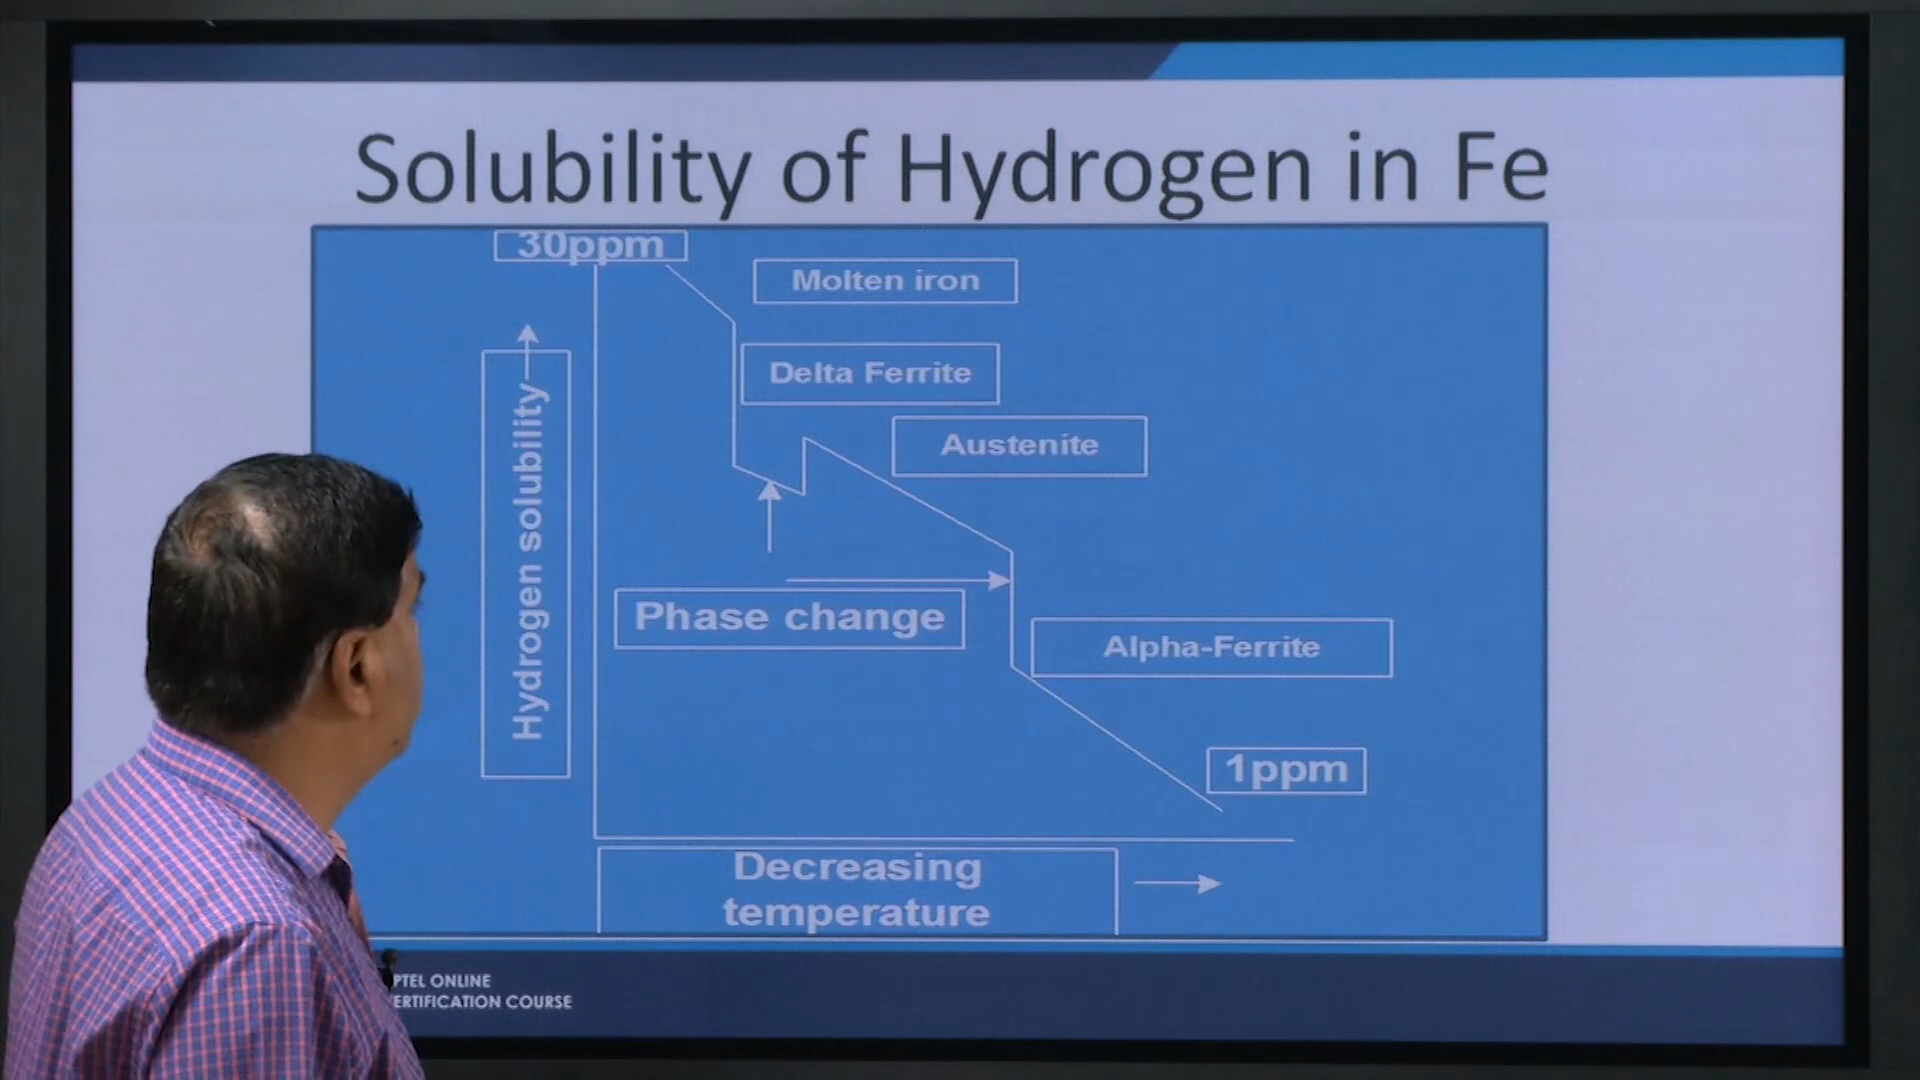 Solubility of Hydrogen in Fe
30ppm
Molten iron
Delta Ferrite
Austenite
Hydrogen solubility
Phase change
Alpha-Ferrite
1ppm
Decreasing
temperature
PTEL ONLINE
ERTIFICATION COURSE